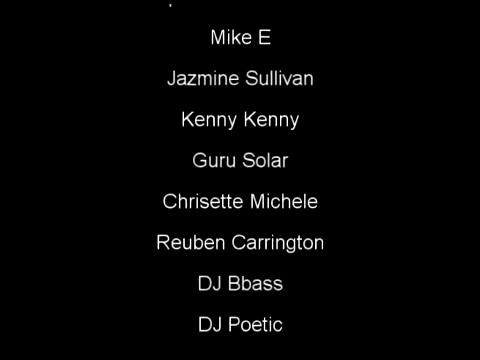 Mike E
Jazmine Sullivan
Kenny Kenny
Guru Solar
Chrisette Michele
Reuben Carrington
DJ Bbass
DJ Poetic